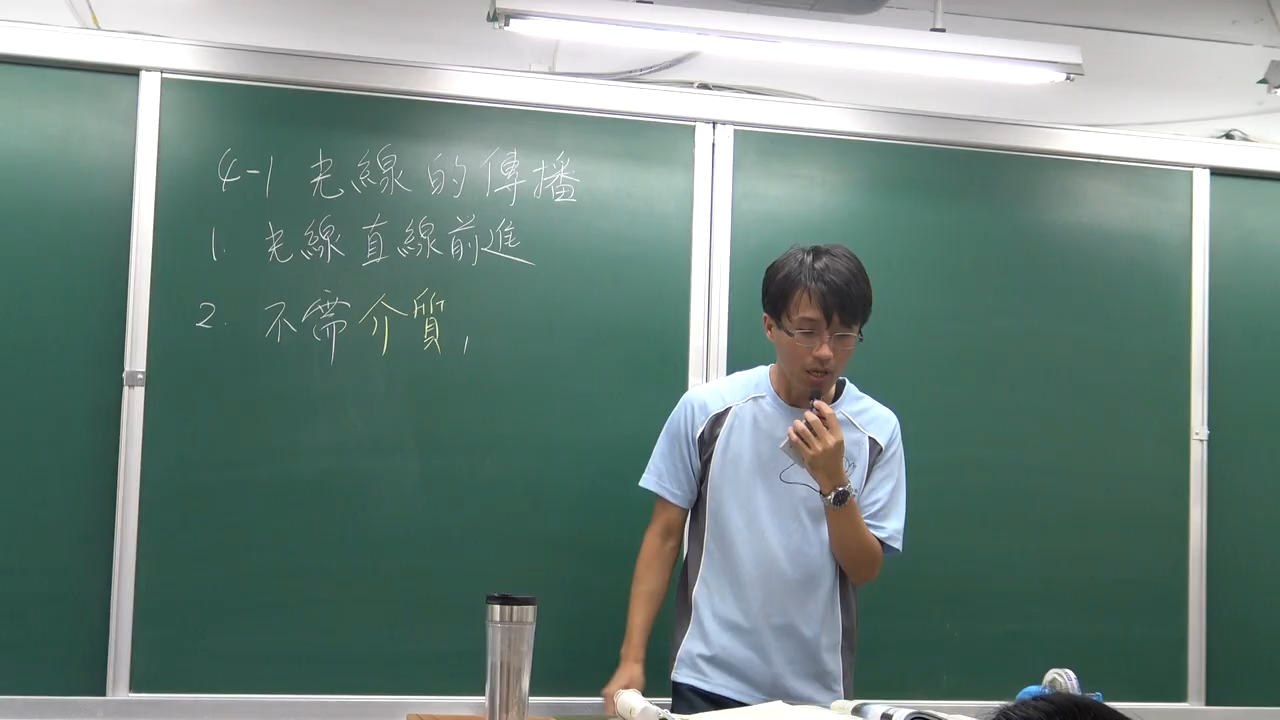 4-1 光線的傳播
1. 光線直線前進
2. 不需介質,